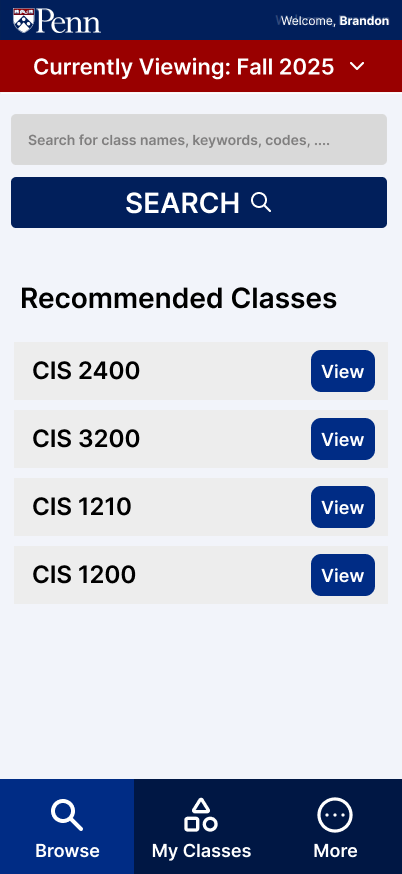 Penn
Welcome, Brandon
Currently Viewing: Fall 2025
Search for class names, keywords, codes, ....
SEARCH
Recommended Classes
CIS 2400 View
CIS 3200 View
CIS 1210 View
CIS 1200 View
Browse My Classes More